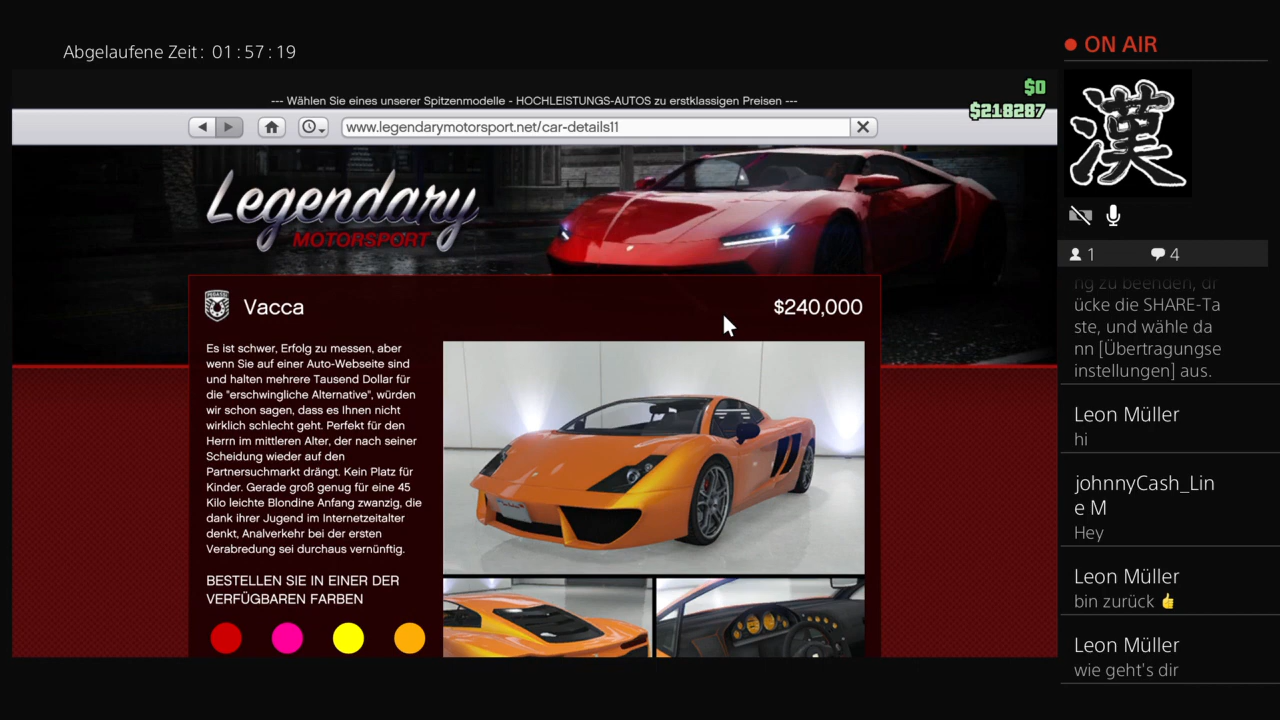 Abgelaufene Zeit: 01:57:19
--- Wählen Sie eines unserer Spitzenmodelle - HOCHLEISTUNGS-AUTOS zu erstklassigen Preisen ---
$0
$218287
www.legendarymotorsport.net/car-details11
Legendary
MOTORSPORT
Vacca
$240,000
Es ist schwer, Erfolg zu messen, aber
wenn Sie auf einer Auto-Webseite sind
und halten mehrere Tausend Dollar für
die "erschwingliche Alternative", würden
wir schon sagen, dass es Ihnen nicht
wirklich schlecht geht. Perfekt für den
Herrn im mittleren Alter, der nach seiner
Scheidung wieder auf den
Partnersuchmarkt drängt. Kein Platz für
Kinder. Gerade groß genug für eine 45
Kilo leichte Blondine Anfang zwanzig, die
dank ihrer Jugend im Internetzeitalter
denkt, Analverkehr bei der ersten
Verabredung sei durchaus vernünftig.
BESTELLEN SIE IN EINER DER
VERFÜGBAREN FARBEN
ON AIR
漢
1
4
ng zu beenden, dr
ücke die SHARE-Ta
ste, und wähle da
nn [Übertragungse
instellungen] aus.
Leon Müller
hi
johnnyCash_Lin
e M
Hey
Leon Müller
bin zurück 👍
Leon Müller
wie geht's dir